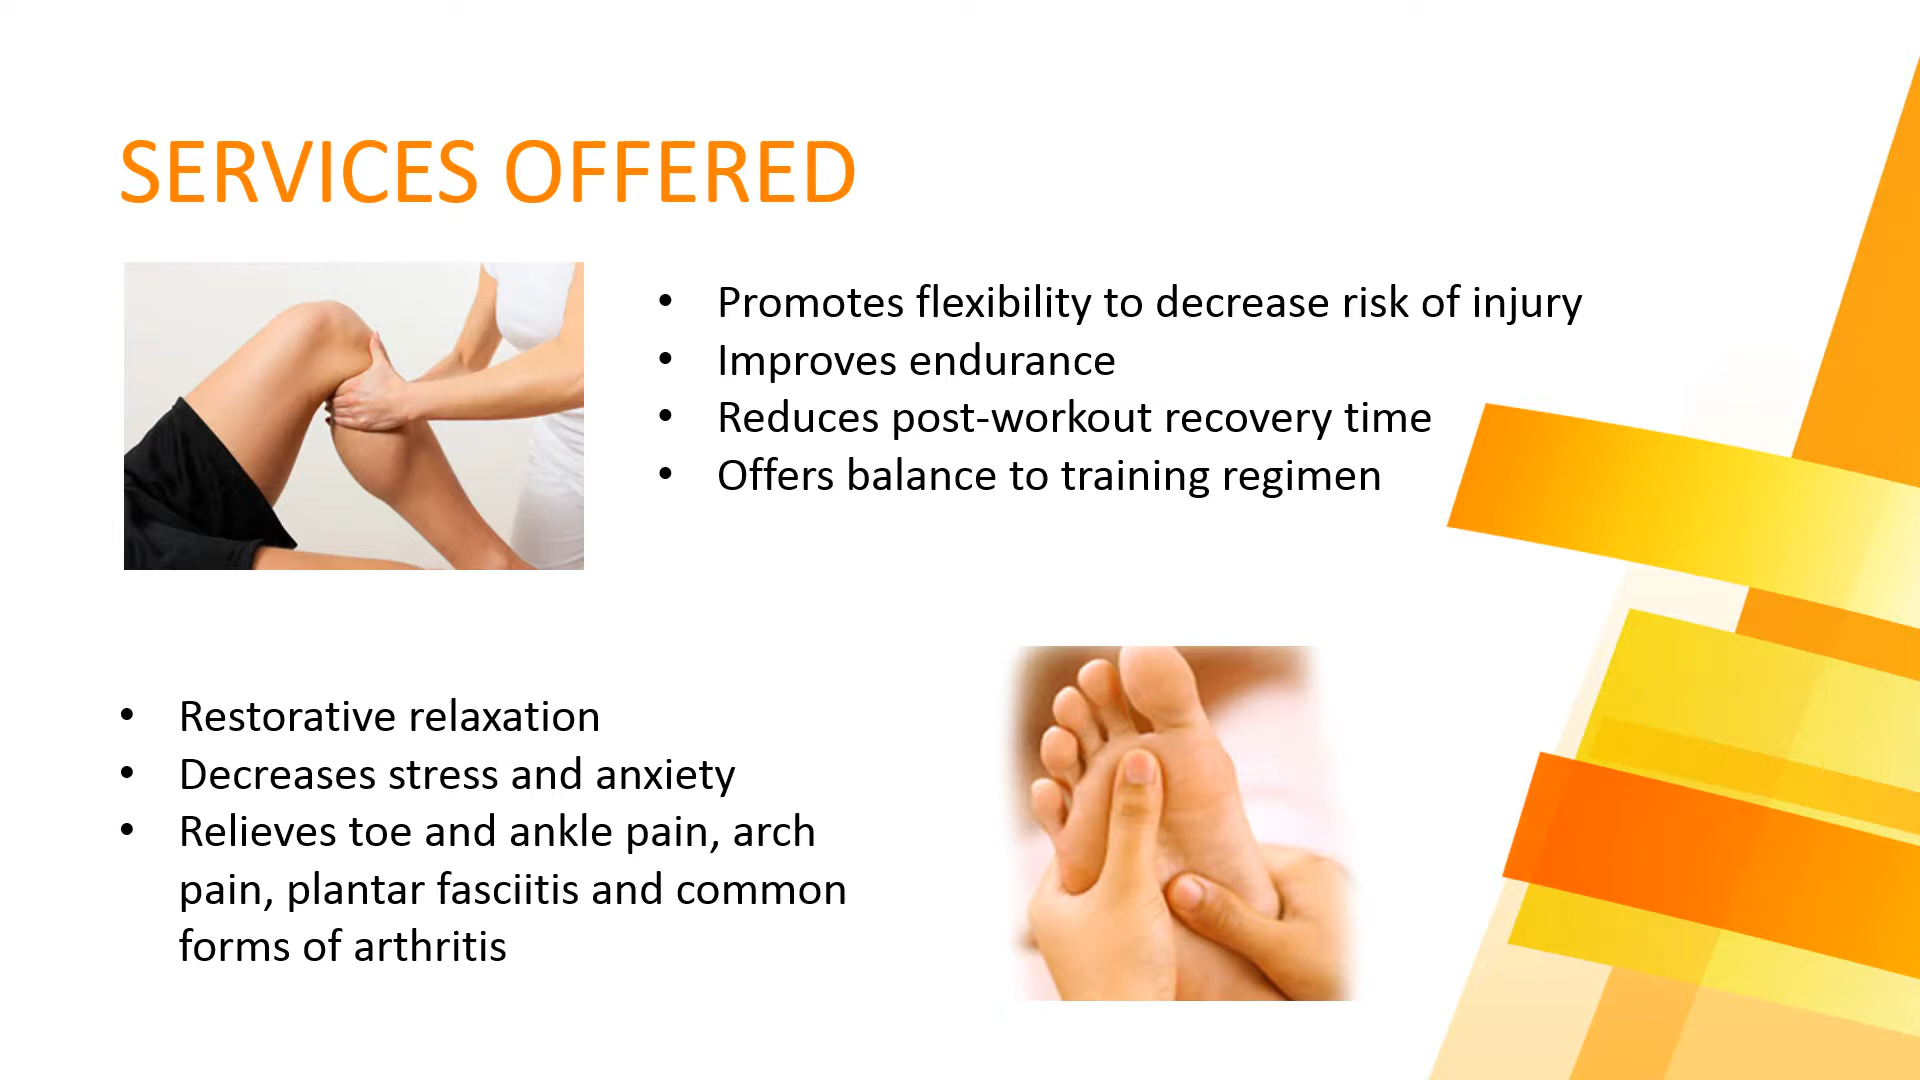 SERVICES OFFERED
• Promotes flexibility to decrease risk of injury
• Improves endurance
• Reduces post-workout recovery time
• Offers balance to training regimen
• Restorative relaxation
• Decreases stress and anxiety
• Relieves toe and ankle pain, arch
pain, plantar fasciitis and common
forms of arthritis